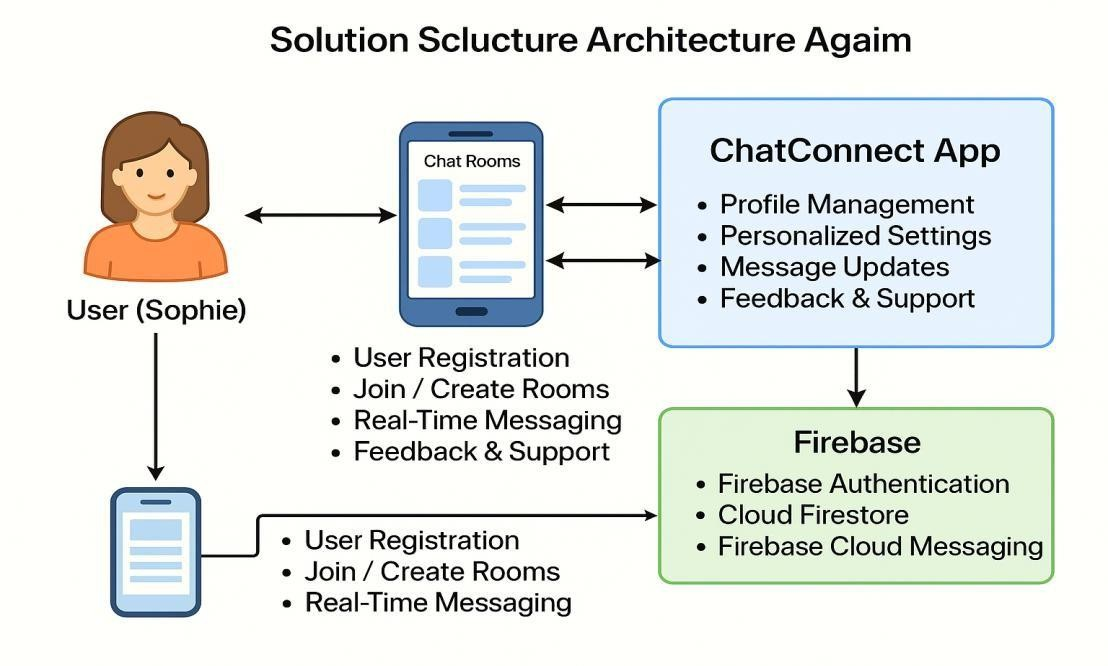 Solution Sclucture Architecture Agaim
Chat Rooms
User (Sophie)
• User Registration
• Join / Create Rooms
• Real-Time Messaging
• Feedback & Support
ChatConnect App
• Profile Management
• Personalized Settings
• Message Updates
• Feedback & Support
Firebase
• Firebase Authentication
• Cloud Firestore
• Firebase Cloud Messaging
• User Registration
• Join / Create Rooms
• Real-Time Messaging